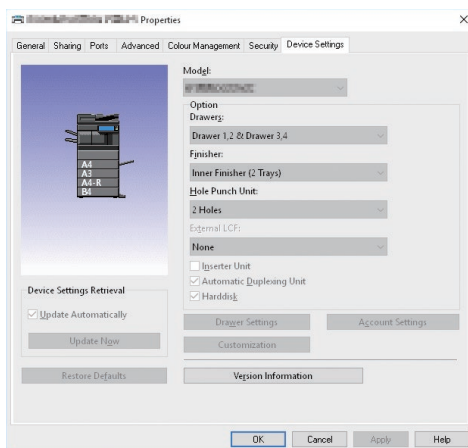 Properties
General Sharing Ports Advanced Colour Management Security Device Settings
Model:
Option
Drawers:
Drawer 1,2 & Drawer 3,4
Finisher:
Inner Finisher (2 Trays)
Hole Punch Unit:
2 Holes
External LCF:
None
Inserter Unit
Automatic Duplexing Unit
Harddisk
A4
A3
A4-R
B4
Device Settings Retrieval
Update Automatically
Update Now
Restore Defaults
Drawer Settings
Account Settings
Customization
Version Information
OK Cancel Apply Help